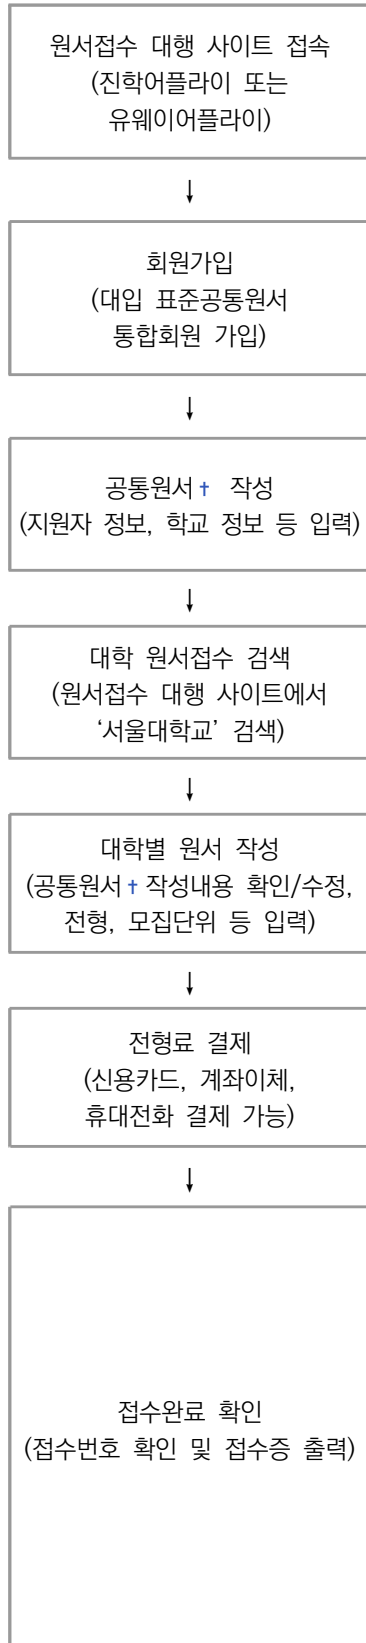 원서접수 대행 사이트 접속
(진학어플라이 또는
유웨이어플라이)
↓
회원가입
(대입 표준공통원서
통합회원 가입)
↓
공통원서† 작성
(지원자 정보, 학교 정보 등 입력)
↓
대학 원서접수 검색
(원서접수 대행 사이트에서
‘서울대학교’ 검색)
↓
대학별 원서 작성
(공통원서† 작성내용 확인/수정,
전형, 모집단위 등 입력)
↓
전형료 결제
(신용카드, 계좌이체,
휴대전화 결제 가능)
↓
접수완료 확인
(접수번호 확인 및 접수증 출력)